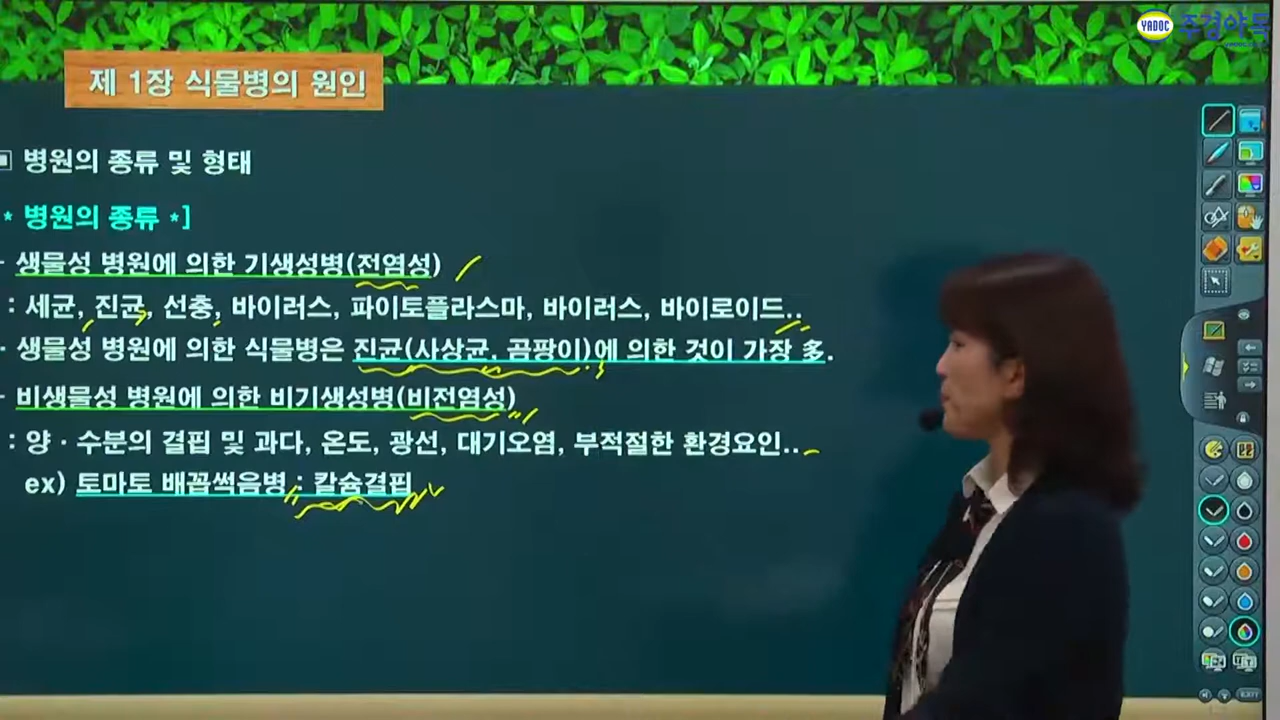 YADOC 주경야독
제 1장 식물병의 원인
▣ 병원의 종류 및 형태
* 병원의 종류 *]
- 생물성 병원에 의한 기생성병(전염성)
: 세균, 진균, 선충, 바이러스, 파이토플라스마, 바이러스, 바이로이드..
- 생물성 병원에 의한 식물병은 진균(사상균, 곰팡이)에 의한 것이 가장 多.
- 비생물성 병원에 의한 비기생성병(비전염성)
: 양 · 수분의 결핍 및 과다, 온도, 광선, 대기오염, 부적절한 환경요인..
ex) 토마토 배꼽썩음병 : 칼슘결핍
EXIT